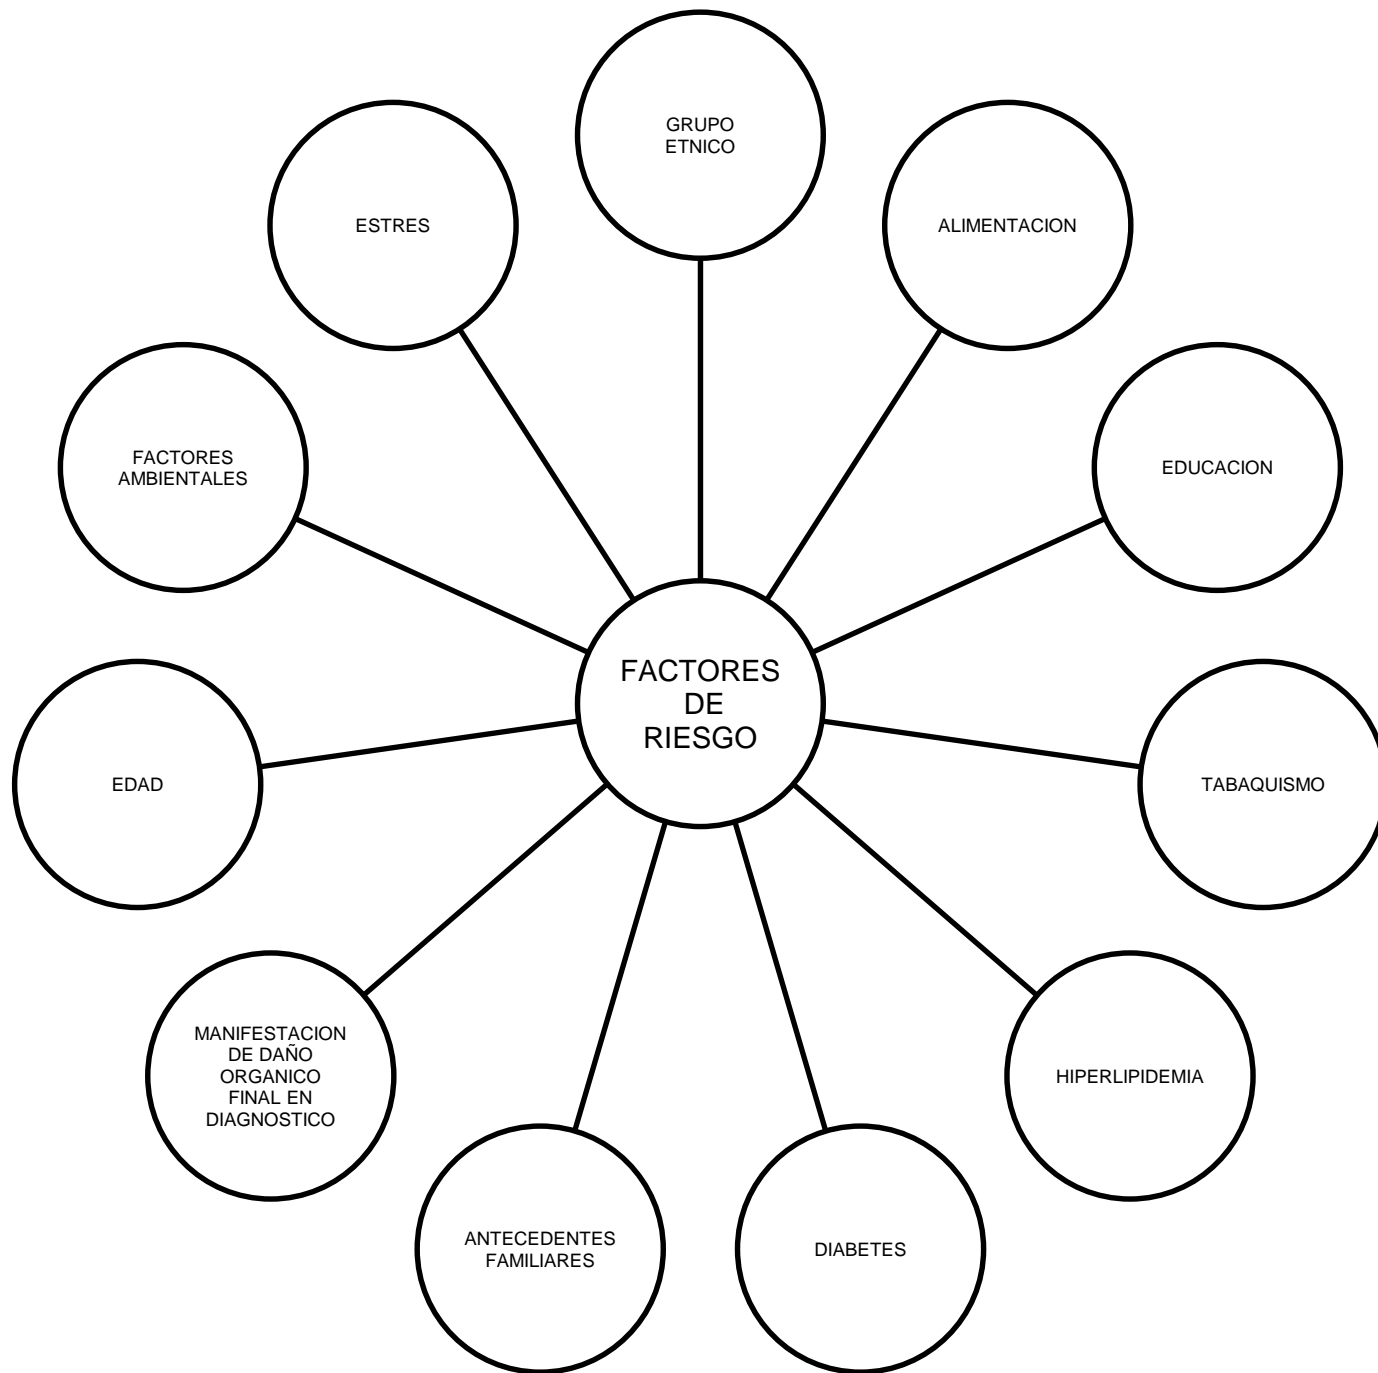 GRUPO
ETNICO
ESTRES
ALIMENTACION
FACTORES
AMBIENTALES
EDUCACION
FACTORES
DE
RIESGO
EDAD
TABAQUISMO
MANIFESTACION
DE DAÑO
ORGANICO
FINAL EN
DIAGNOSTICO
HIPERLIPIDEMIA
ANTECEDENTES
FAMILIARES
DIABETES